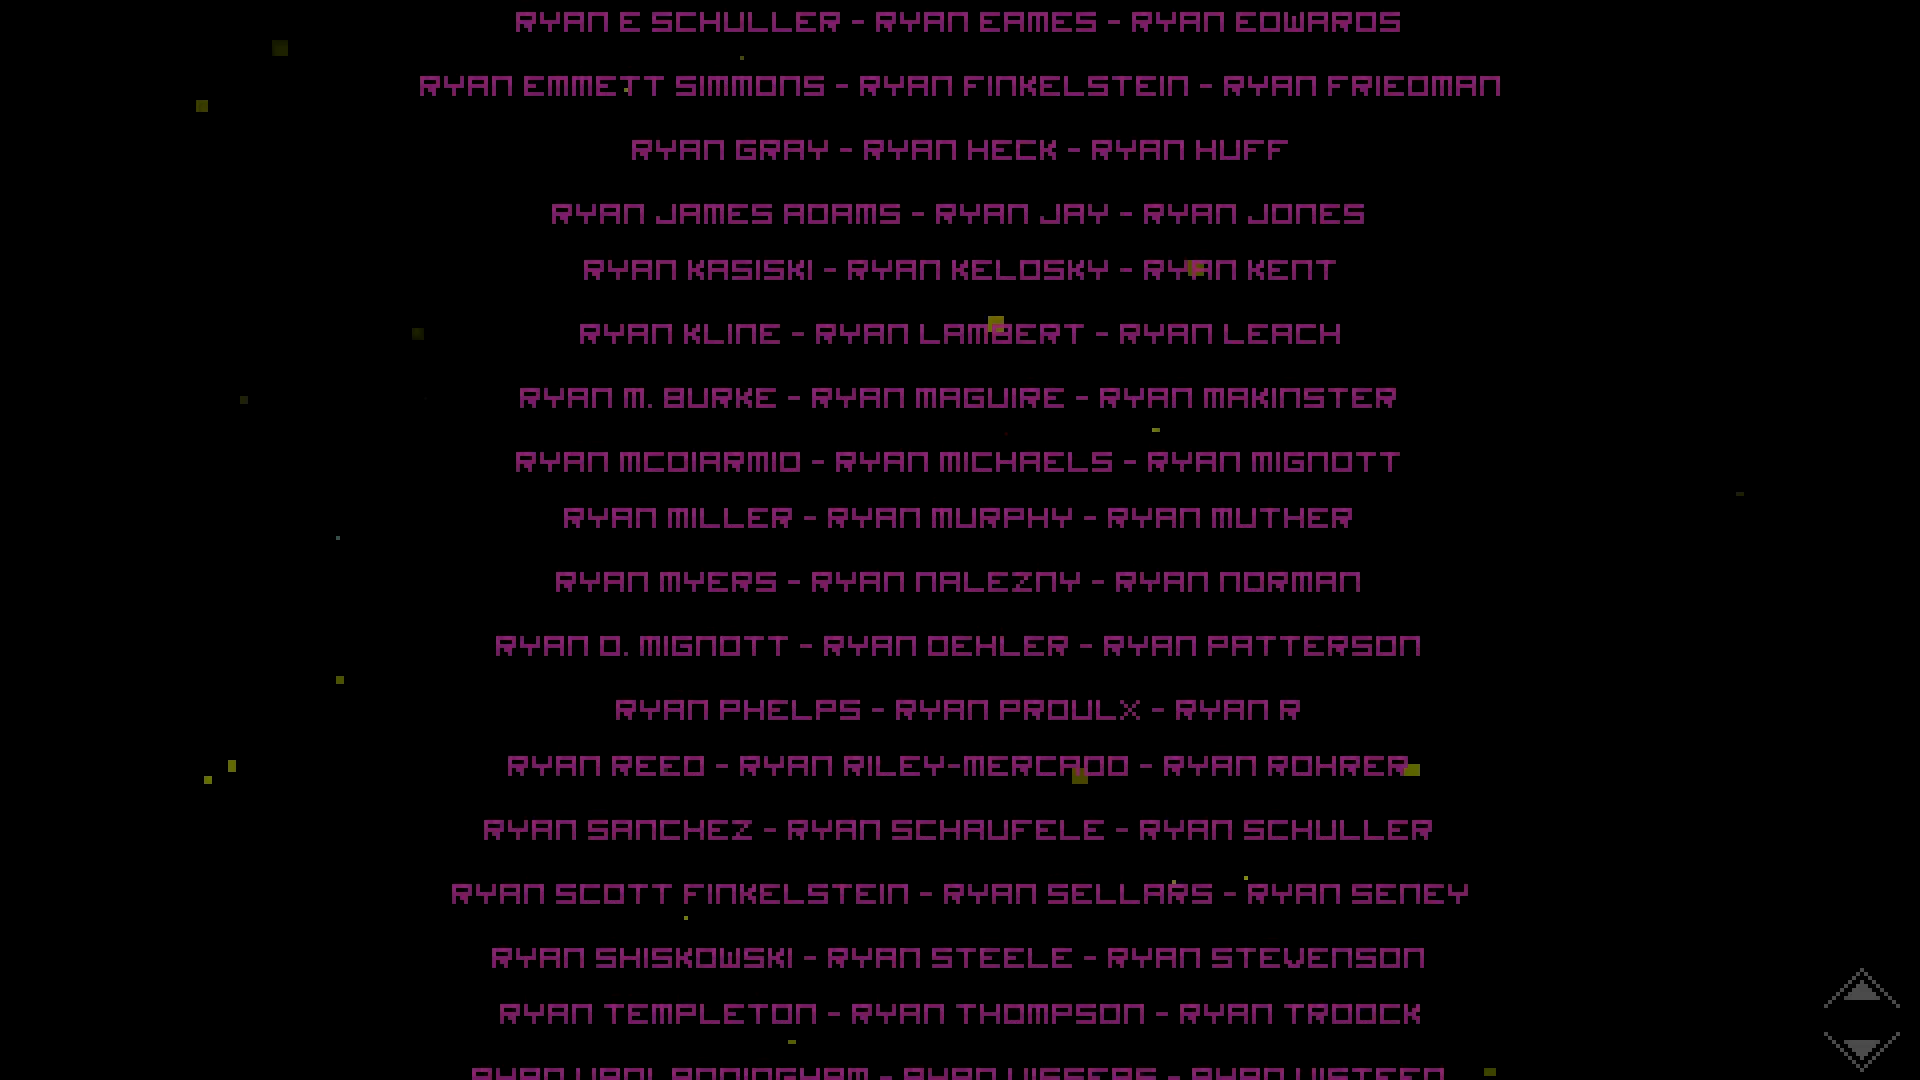 RYAN E SCHULLER - RYAN EAMES - RYAN EDWARDS
RYAN EMMETT SIMMONS - RYAN FINKELSTEIN - RYAN FRIEDMAN
RYAN GRAY - RYAN HECK - RYAN HUFF
RYAN JAMES ADAMS - RYAN JAY - RYAN JONES
RYAN KASISKI - RYAN KELOSKY - RYAN KENT
RYAN KLINE - RYAN LAMBERT - RYAN LEACH
RYAN M. BURKE - RYAN MAGUIRE - RYAN MAKINSTER
RYAN MCDIARMID - RYAN MICHAELS - RYAN MIGNOTT
RYAN MILLER - RYAN MURPHY - RYAN MUTHER
RYAN MYERS - RYAN NALEZNY - RYAN NORMAN
RYAN O. MIGNOTT - RYAN OEHLER - RYAN PATTERSON
RYAN PHELPS - RYAN PROULX - RYAN R
RYAN REED - RYAN RILEY-MERCADO - RYAN ROHRER
RYAN SANCHEZ - RYAN SCHAUFELE - RYAN SCHULLER
RYAN SCOTT FINKELSTEIN - RYAN SELLARS - RYAN SENEY
RYAN SHISKOWSKI - RYAN STEELE - RYAN STEVENSON
RYAN TEMPLETON - RYAN THOMPSON - RYAN TRODCK
RYAN - RYAN VISSERS - RYAN